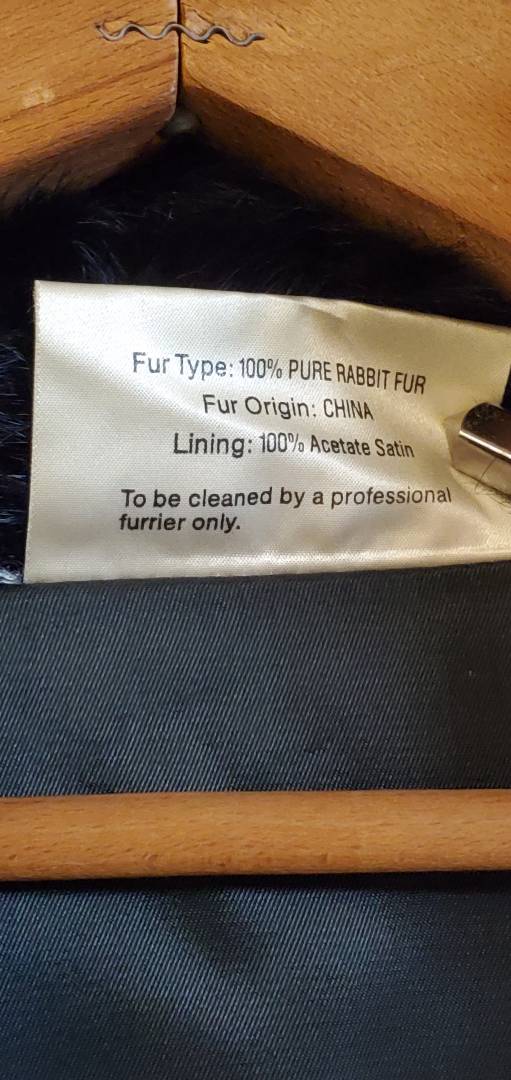 Fur Type: 100% PURE RABBIT FUR
Fur Origin: CHINA
Lining: 100% Acetate Satin
To be cleaned by a professional
furrier only.